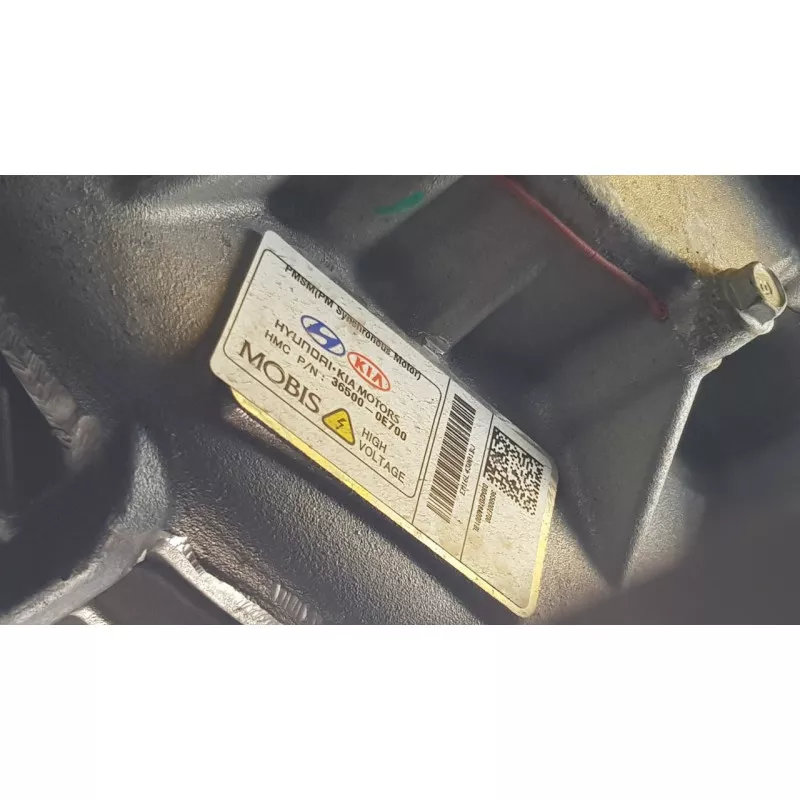 PMSM(PM Synchronous Motor)
KIA
HYUNDAI·KIA MOTORS
HMC P/N : 36500-0E700
MOBIS
HIGH
VOLTAGE